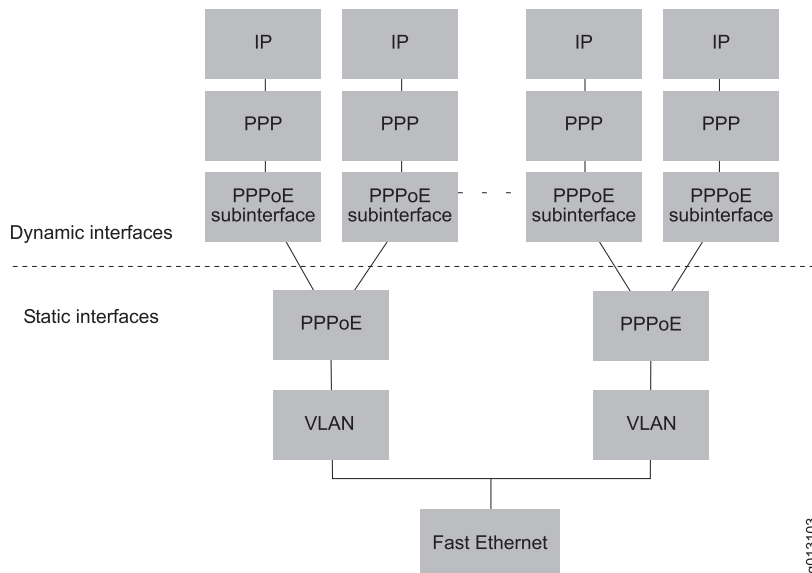 IP
IP
IP
IP
PPP
PPP
PPP
PPP
PPPoE
subinterface
PPPoE
subinterface
PPPoE
subinterface
PPPoE
subinterface
Dynamic interfaces
Static interfaces
PPPoE
PPPoE
VLAN
VLAN
Fast Ethernet
g013103